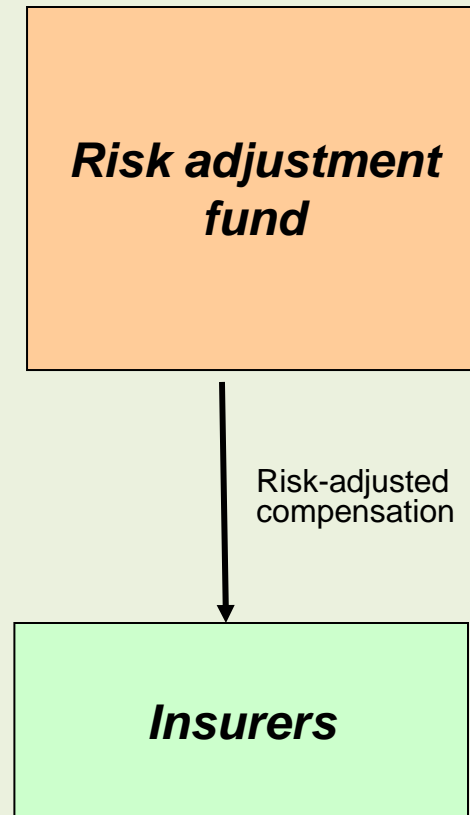 Risk adjustment
fund
Risk-adjusted
compensation
Insurers